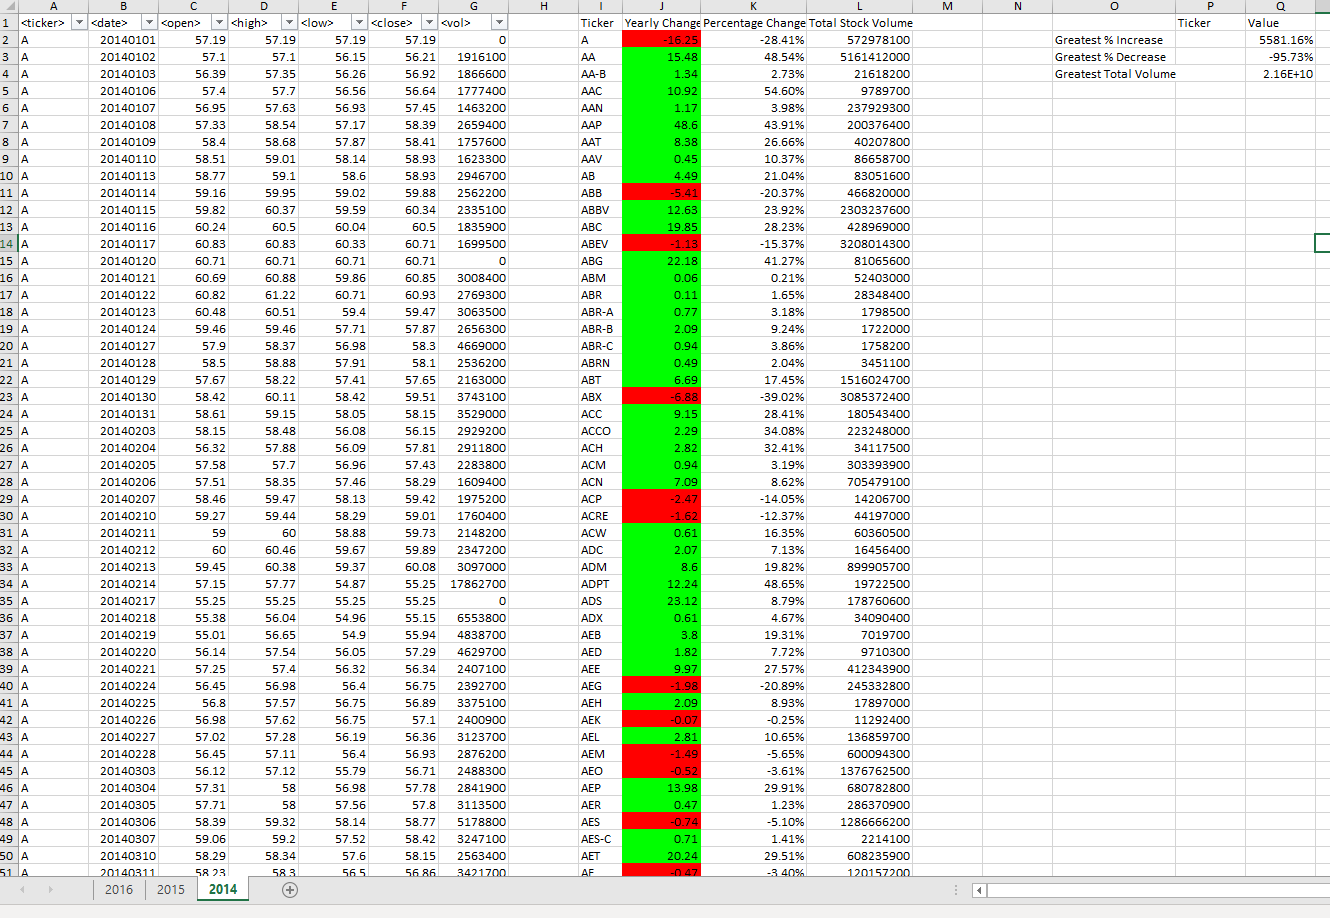 A B C D E F G H I J K L M N O P Q
1 <ticker> <date> <open> <high> <low> <close> <vol> Ticker Yearly Change Percentage Change Total Stock Volume Ticker Value
2 A 20140101 57.19 57.19 57.19 57.19 0 A -16.25 -28.41% 572978100 Greatest % Increase 5581.16%
3 A 20140102 57.1 57.1 56.15 56.21 1916100 AA 15.48 48.54% 5161412000 Greatest % Decrease -95.73%
4 A 20140103 56.39 57.35 56.26 56.92 1866600 AA-B 1.34 2.73% 21618200 Greatest Total Volume 2.16E+10
5 A 20140106 57.4 57.7 56.56 56.64 1777400 AAC 10.92 54.60% 9789700
6 A 20140107 56.95 57.63 56.93 57.45 1463200 AAN 1.17 3.98% 237929300
7 A 20140108 57.33 58.54 57.17 58.39 2659400 AAP 48.6 43.91% 200376400
8 A 20140109 58.4 58.68 57.87 58.41 1757600 AAT 8.38 26.66% 40207800
9 A 20140110 58.51 59.01 58.14 58.93 1623300 AAV 0.45 10.37% 86658700
10 A 20140113 58.77 59.1 58.6 58.93 2946700 AB 4.49 21.04% 83051600
11 A 20140114 59.16 59.95 59.02 59.88 2562200 ABB -5.41 -20.37% 466820000
12 A 20140115 59.82 60.37 59.59 60.34 2335100 ABBV 12.63 23.92% 2303237600
13 A 20140116 60.24 60.5 60.04 60.5 1835900 ABC 19.85 28.23% 428969000
14 A 20140117 60.83 60.83 60.33 60.71 1699500 ABEV -1.13 -15.37% 3208014300
15 A 20140120 60.71 60.71 60.71 60.71 0 ABG 22.18 41.27% 81065600
16 A 20140121 60.69 60.88 59.86 60.85 3008400 ABM 0.06 0.21% 52403000
17 A 20140122 60.82 61.22 60.71 60.93 2769300 ABR 0.11 1.65% 28348400
18 A 20140123 60.48 60.51 59.4 59.47 3063500 ABR-A 0.77 3.18% 1798500
19 A 20140124 59.46 59.46 57.71 57.87 2656300 ABR-B 2.09 9.24% 1722000
20 A 20140127 57.9 58.37 56.98 58.3 4669000 ABR-C 0.94 3.86% 1758200
21 A 20140128 58.5 58.88 57.91 58.1 2536200 ABRN 0.49 2.04% 3451100
22 A 20140129 57.67 58.22 57.41 57.65 2163000 ABT 6.69 17.45% 1516024700
23 A 20140130 58.42 60.11 58.42 59.51 3743100 ABX -6.88 -39.02% 3085372400
24 A 20140131 58.61 59.15 58.05 58.15 3529000 ACC 9.15 28.41% 180543400
25 A 20140203 58.15 58.48 56.08 56.15 2929200 ACCO 2.29 34.08% 223248000
26 A 20140204 56.32 57.88 56.09 57.81 2911800 ACH 2.82 32.41% 34117500
27 A 20140205 57.58 57.7 56.96 57.43 2283800 ACM 0.94 3.19% 303393900
28 A 20140206 57.51 58.35 57.46 58.29 1609400 ACN 7.09 8.62% 705479100
29 A 20140207 58.46 59.47 58.13 59.42 1975200 ACP -2.47 -14.05% 14206700
30 A 20140210 59.27 59.44 58.29 59.01 1760400 ACRE -1.62 -12.37% 44197000
31 A 20140211 59 60 58.88 59.73 2148200 ACW 0.61 16.35% 60360500
32 A 20140212 60 60.46 59.67 59.89 2347200 ADC 2.07 7.13% 16456400
33 A 20140213 59.45 60.38 59.37 60.08 3097000 ADM 8.6 19.82% 899905700
34 A 20140214 57.15 57.77 54.87 55.25 17862700 ADPT 12.24 48.65% 19722500
35 A 20140217 55.25 55.25 55.25 55.25 0 ADS 23.12 8.79% 178760600
36 A 20140218 55.38 56.04 54.96 55.15 6553800 ADX 0.61 4.67% 34090400
37 A 20140219 55.01 56.65 54.9 55.94 4838700 AEB 3.8 19.31% 7019700
38 A 20140220 56.14 57.54 56.05 57.29 4629700 AED 1.82 7.72% 9710300
39 A 20140221 57.25 57.4 56.32 56.34 2407100 AEE 9.97 27.57% 412343900
40 A 20140224 56.45 56.98 56.4 56.75 2392700 AEG -1.98 -20.89% 245332800
41 A 20140225 56.8 57.57 56.75 56.89 3375100 AEH 2.09 8.93% 17897000
42 A 20140226 56.98 57.62 56.75 57.1 2400900 AEK -0.07 -0.25% 11292400
43 A 20140227 57.02 57.28 56.19 56.36 3123700 AEL 2.81 10.65% 136859700
44 A 20140228 56.45 57.11 56.4 56.93 2876200 AEM -1.49 -5.65% 600094300
45 A 20140303 56.12 57.12 55.79 56.71 2488300 AEO -0.52 -3.61% 1376762500
46 A 20140304 57.31 58 56.98 57.78 2841900 AEP 13.98 29.91% 680782800
47 A 20140305 57.71 58 57.56 57.8 3113500 AER 0.47 1.23% 286370900
48 A 20140306 58.39 59.32 58.14 58.77 5178800 AES -0.74 -5.10% 1286666200
49 A 20140307 59.06 59.2 57.52 58.42 3247100 AES-C 0.71 1.41% 2214100
50 A 20140310 58.29 58.34 57.6 58.15 2563400 AET 20.24 29.51% 608235900
51 A 20140311 58.23 58.3 56.5 56.86 3421700 AF -0.47 -3.40% 120157200
2016 2015 2014